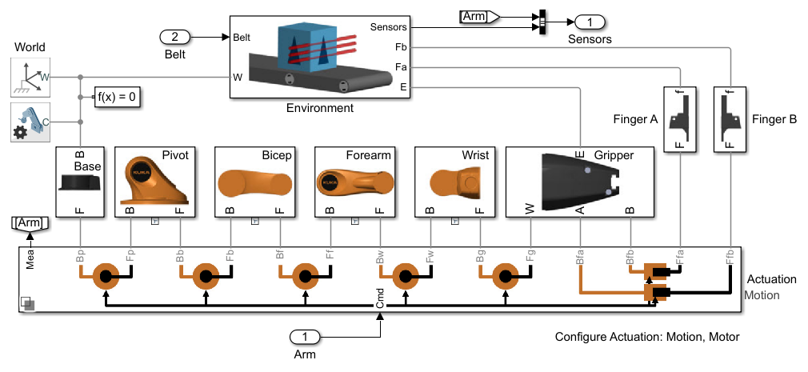 Arm
2
Belt
Belt
W
Sensors
Fb
Fa
E
Environment
1
Sensors
World
W
C
f(x) = 0
f
F
Finger A
f
F
Finger B
B
Base
F
Pivot
B
F
Bicep
B
F
Forearm
B
F
Wrist
B
F
E
Gripper
W
A
B
[Arm]
Mea
Bp
Fp
Bb
Fb
Bf
Ff
Bw
Fw
Bg
Fg
Bfa
Bfb
Ffa
Ffb
Cmd
Actuation
Motion
1
Arm
Configure Actuation: Motion, Motor